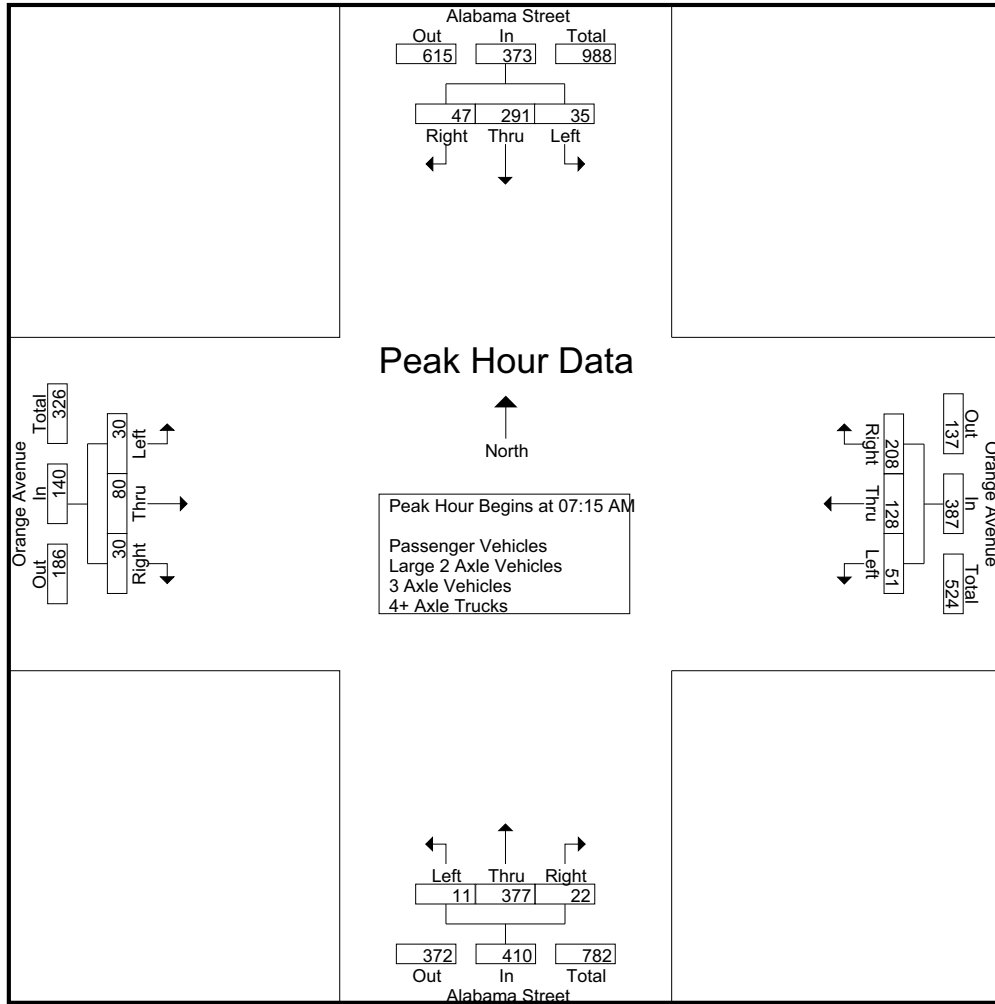 Alabama Street
Out In Total
615 373 988
47 291 35
Right Thru Left
Peak Hour Data
North
Peak Hour Begins at 07:15 AM
Passenger Vehicles
Large 2 Axle Vehicles
3 Axle Vehicles
4+ Axle Trucks
Orange Avenue
Out In Total
186 140 326
30 80 30
Right Thru Left
Orange Avenue
Out In Total
137 387 524
208 128 51
Right Thru Left
Left Thru Right
11 377 22
372 410 782
Out In Total
Alabama Street